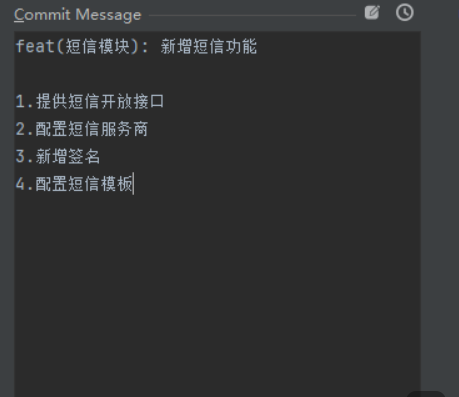 Commit Message
feat(短信模块): 新增短信功能
1.提供短信开放接口
2.配置短信服务商
3.新增签名
4.配置短信模板